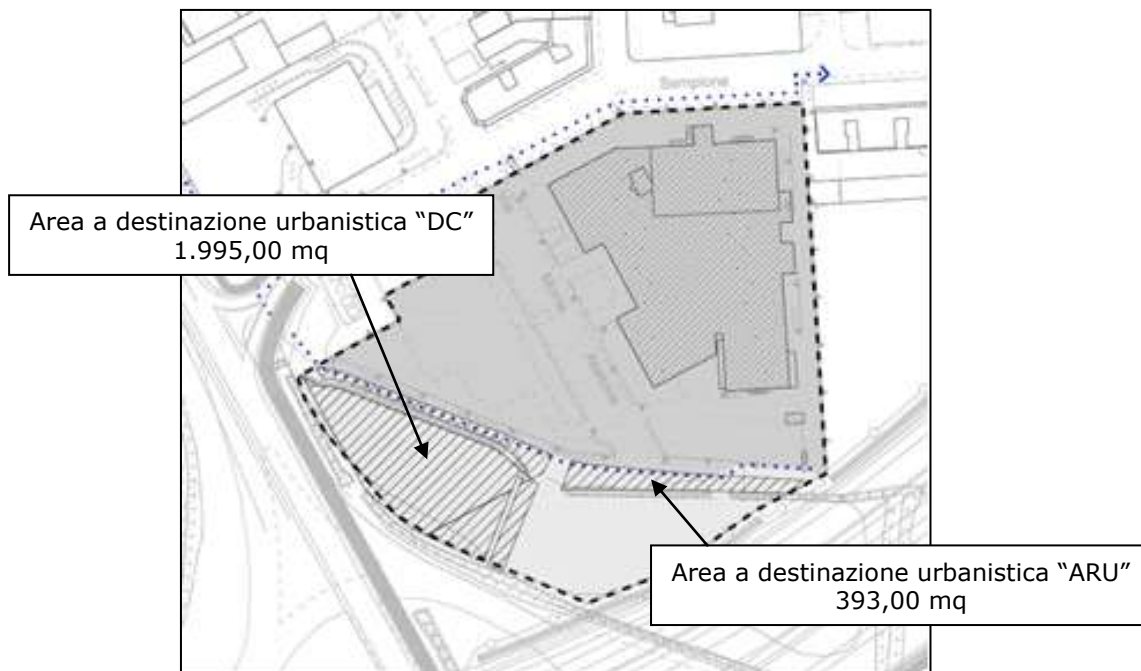 Sempione
Area a destinazione urbanistica “DC”
1.995,00 mq
Area a destinazione urbanistica “ARU”
393,00 mq